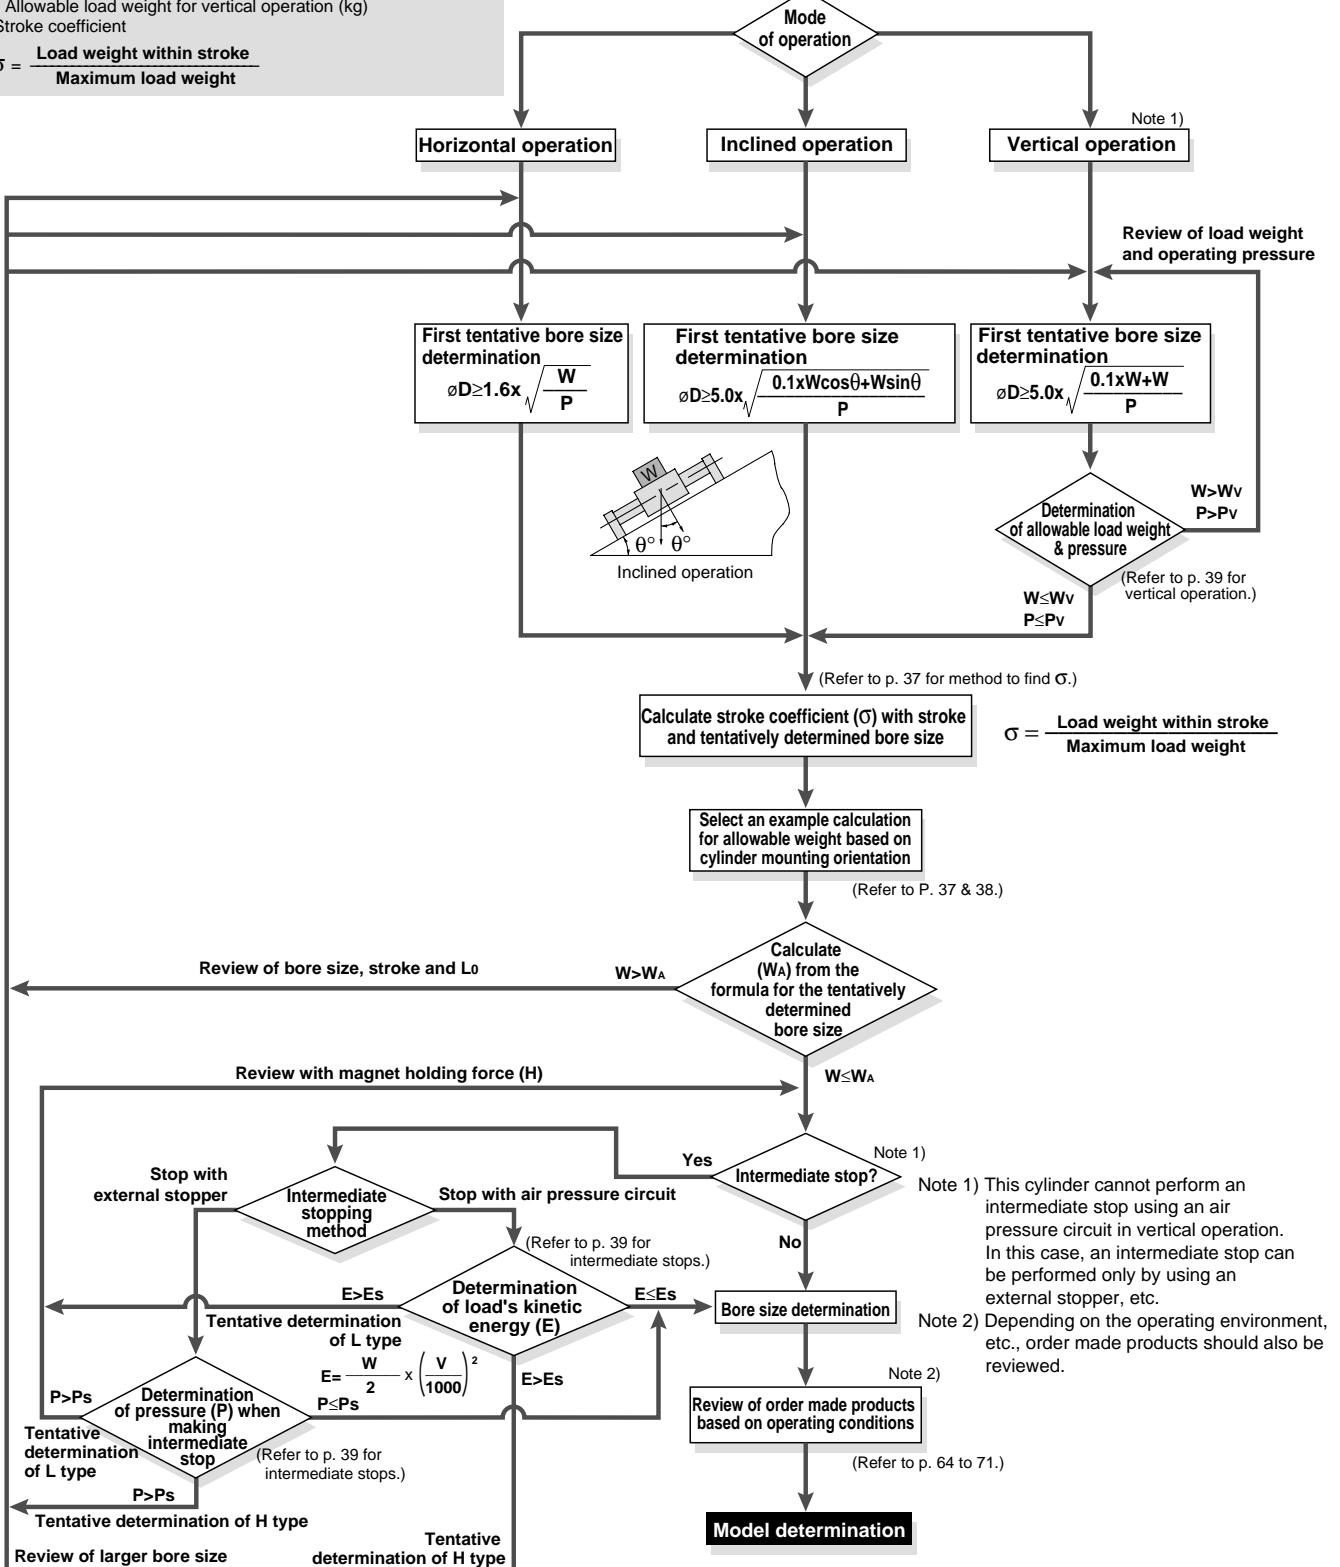 Allowable load weight for vertical operation (kg)
Stroke coefficient
σ = Load weight within stroke
Maximum load weight
Mode
of operation
Note 1)
Horizontal operation
Inclined operation
Vertical operation
Review of load weight
and operating pressure
First tentative bore size
determination
øD≥1.6x√ W
P
First tentative bore size
determination
øD≥5.0x√ 0.1xWcosθ+Wsinθ
P
First tentative bore size
determination
øD≥5.0x√ 0.1xW+W
P
W
θ° θ°
Inclined operation
Determination
of allowable load weight
& pressure
W>Wv
P>Pv
(Refer to p. 39 for
vertical operation.)
W≤Wv
P≤Pv
(Refer to p. 37 for method to find σ.)
Calculate stroke coefficient (σ) with stroke
and tentatively determined bore size
σ = Load weight within stroke
Maximum load weight
Select an example calculation
for allowable weight based on
cylinder mounting orientation
(Refer to P. 37 & 38.)
Calculate
(WA) from the
formula for the tentatively
determined
bore size
Review of bore size, stroke and L0
W>WA
W≤WA
Review with magnet holding force (H)
Intermediate stop?
Note 1)
Yes
No
Stop with
external stopper
Intermediate
stopping
method
Stop with air pressure circuit
(Refer to p. 39 for
intermediate stops.)
Determination
of load's kinetic
energy (E)
E>Es
E≤Es
Tentative determination
of L type
E= W
2
x ( V
1000 ) 2
E>Es
Bore size determination
P>Ps
Determination
of pressure (P) when
making
intermediate
stop
P≤Ps
Tentative
determination
of L type
(Refer to p. 39 for
intermediate stops.)
P>Ps
Tentative determination of H type
Review of larger bore size
Tentative
determination of H type
Note 2)
Review of order made products
based on operating conditions
(Refer to p. 64 to 71.)
Model determination
Note 1) This cylinder cannot perform an
intermediate stop using an air
pressure circuit in vertical operation.
In this case, an intermediate stop can
be performed only by using an
external stopper, etc.
Note 2) Depending on the operating environment,
etc., order made products should also be
reviewed.